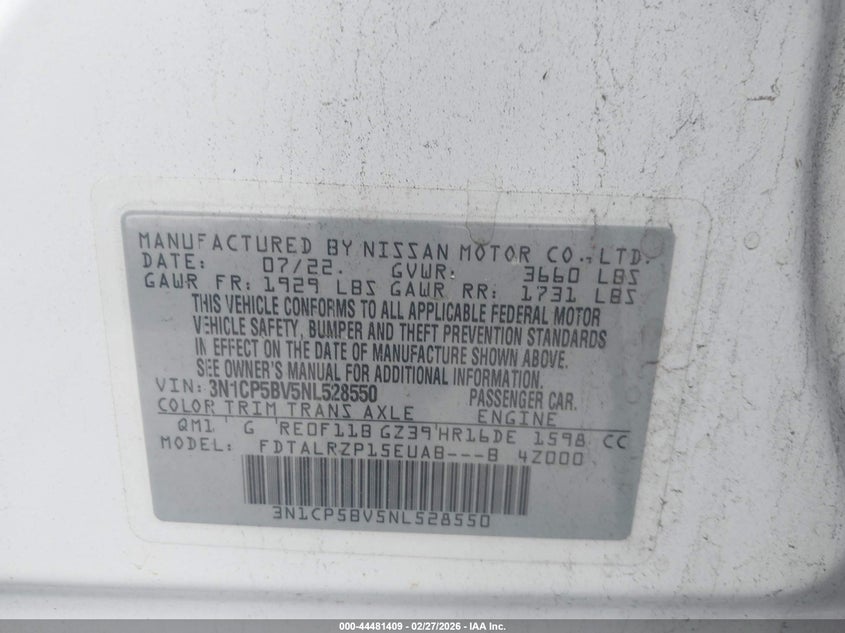 MANUFACTURED BY NISSAN MOTOR CO.,LTD.
DATE: 07/22. GVWR: 3660 LBS
GAWR FR: 1929 LBS GAWR RR: 1731 LBS
THIS VEHICLE CONFORMS TO ALL APPLICABLE FEDERAL MOTOR
VEHICLE SAFETY, BUMPER AND THEFT PREVENTION STANDARDS
IN EFFECT ON THE DATE OF MANUFACTURE SHOWN ABOVE.
SEE OWNER'S MANUAL FOR ADDITIONAL INFORMATION.
VIN: 3N1CP5BV5NL528550 PASSENGER CAR.
COLOR TRIM TRANS AXLE ENGINE
QM1 G RE0F11B GZ39 HR16DE 1598 CC
MODEL: FDTALRZP15EUAB---B 4Z000
3N1CP5BV5NL528550
000-44481409 - 02/27/2026 - IAA Inc.